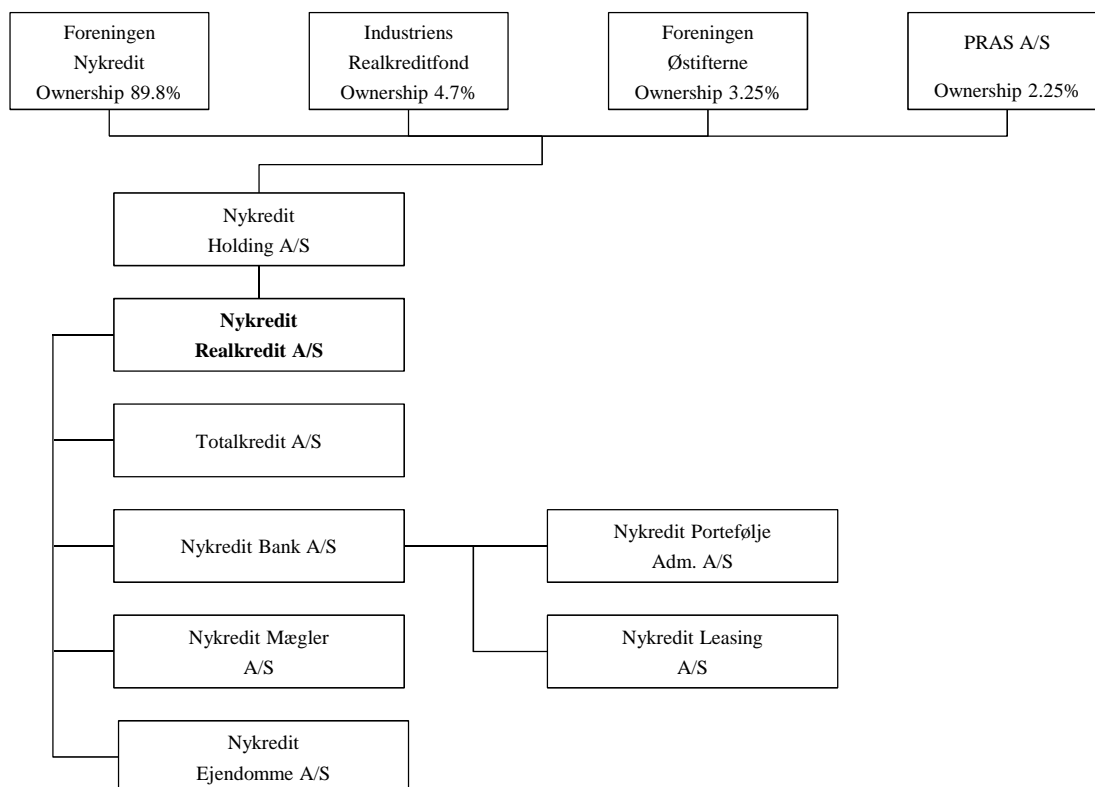 Foreningen
Nykredit
Ownership 89.8%
Industriens
Realkreditfond
Ownership 4.7%
Foreningen
Østifterne
Ownership 3.25%
PRAS A/S
Ownership 2.25%
Nykredit
Holding A/S
Nykredit
Realkredit A/S
Totalkredit A/S
Nykredit Bank A/S
Nykredit Portefølje
Adm. A/S
Nykredit Mægler
A/S
Nykredit Leasing
A/S
Nykredit
Ejendomme A/S